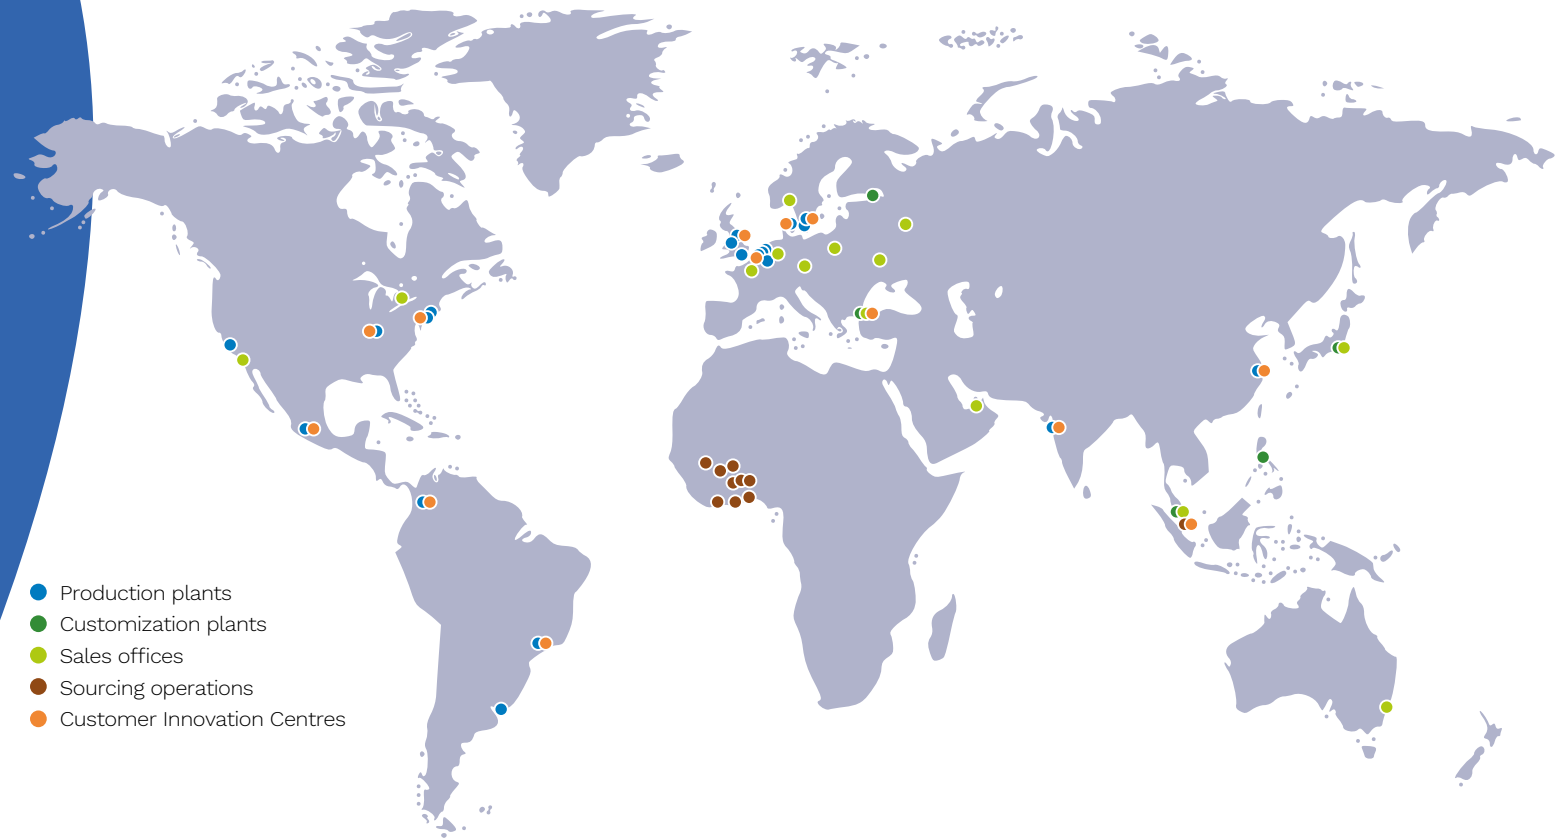 Production plants
Customization plants
Sales offices
Sourcing operations
Customer Innovation Centres